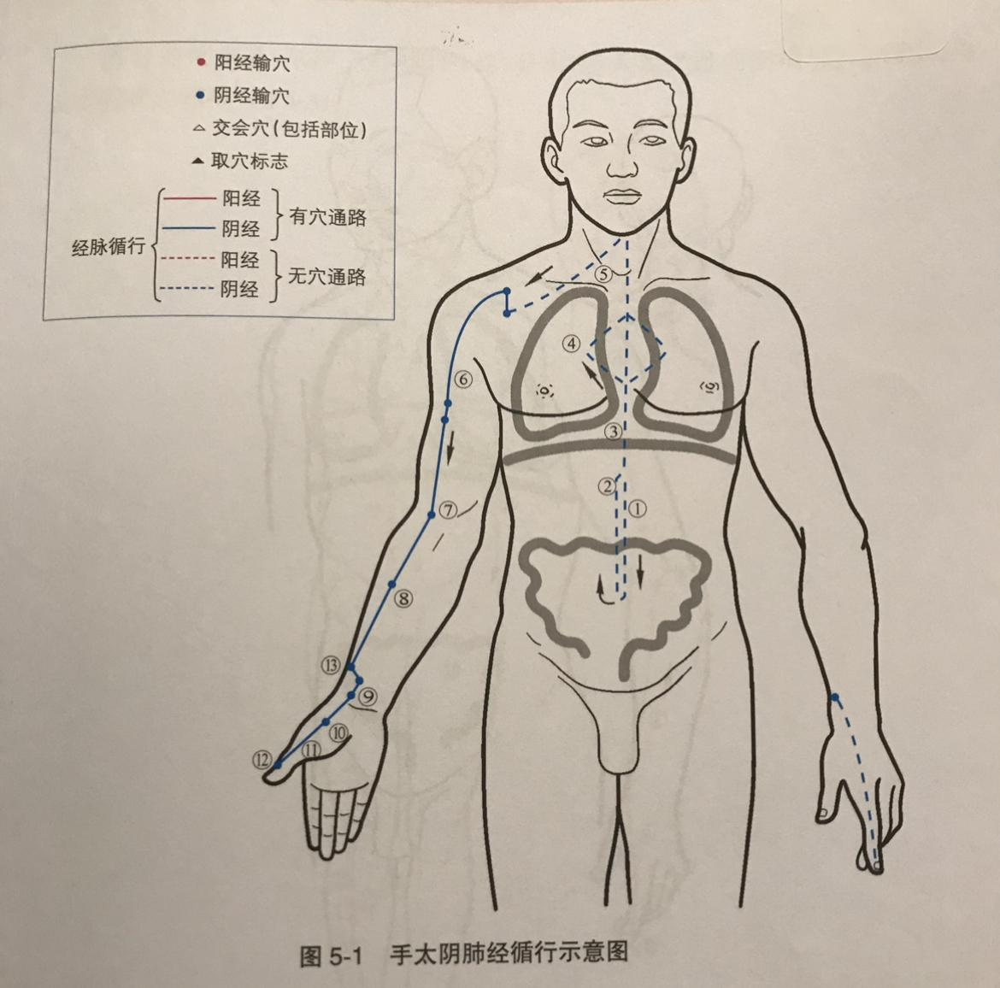 阳经输穴
阴经输穴
交会穴(包括部位)
取穴标志
经脉循行
阳经
阴经
有穴通路
阳经
阴经
无穴通路
⑤
④
⑥
③
②
①
⑦
⑧
⑬
⑨
⑩
⑪
⑫
图 5-1 手太阴肺经循行示意图